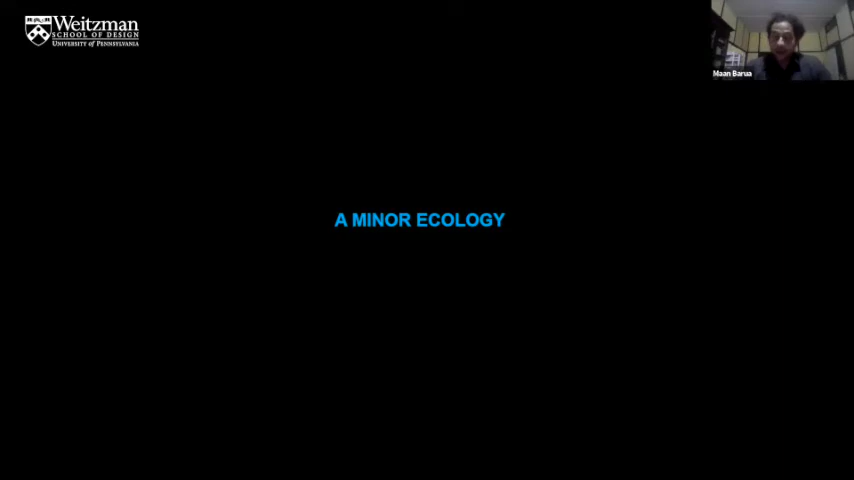 Weitzman
SCHOOL OF DESIGN
UNIVERSITY OF PENNSYLVANIA
Maan Barua
A MINOR ECOLOGY